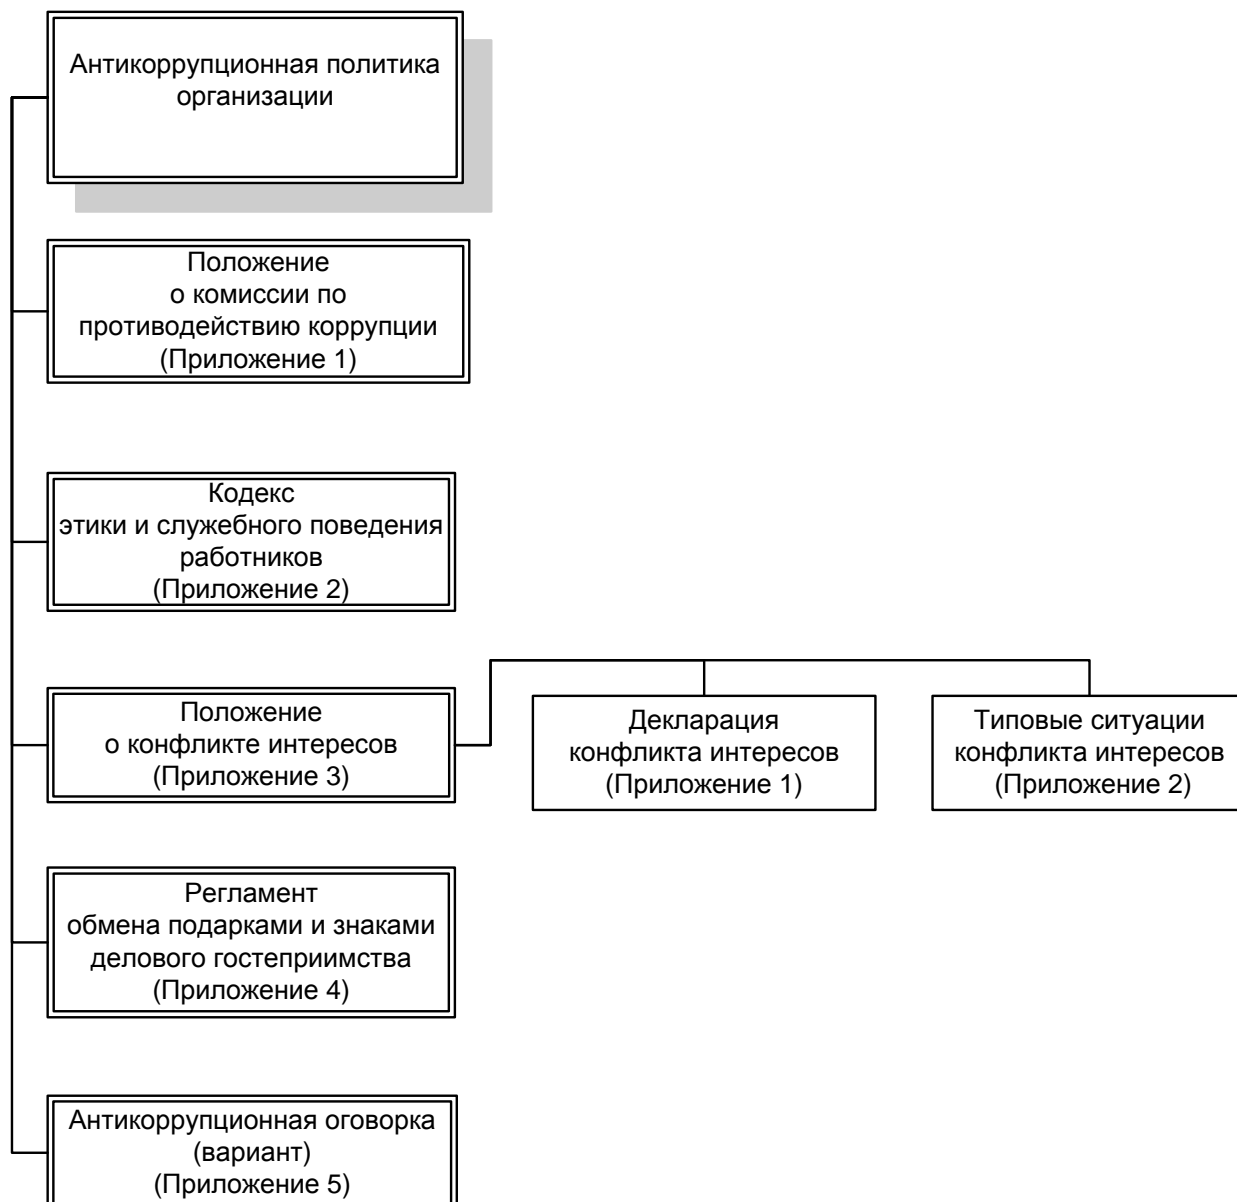 Антикоррупционная политика
организации
Положение
о комиссии по
противодействию коррупции
(Приложение 1)
Кодекс
этики и служебного поведения
работников
(Приложение 2)
Положение
о конфликте интересов
(Приложение 3)
Декларация
конфликта интересов
(Приложение 1)
Типовые ситуации
конфликта интересов
(Приложение 2)
Регламент
обмена подарками и знаками
делового гостеприимства
(Приложение 4)
Антикоррупционная оговорка
(вариант)
(Приложение 5)